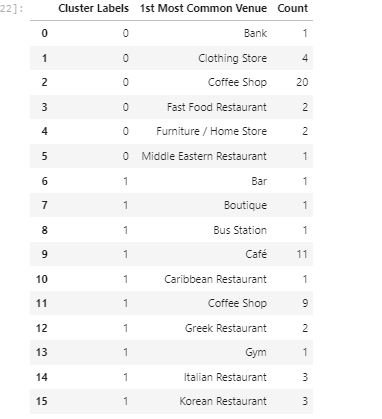 22]:
Cluster Labels 1st Most Common Venue Count
0 0 Bank 1
1 0 Clothing Store 4
2 0 Coffee Shop 20
3 0 Fast Food Restaurant 2
4 0 Furniture / Home Store 2
5 0 Middle Eastern Restaurant 1
6 1 Bar 1
7 1 Boutique 1
8 1 Bus Station 1
9 1 Café 11
10 1 Caribbean Restaurant 1
11 1 Coffee Shop 9
12 1 Greek Restaurant 2
13 1 Gym 1
14 1 Italian Restaurant 3
15 1 Korean Restaurant 3